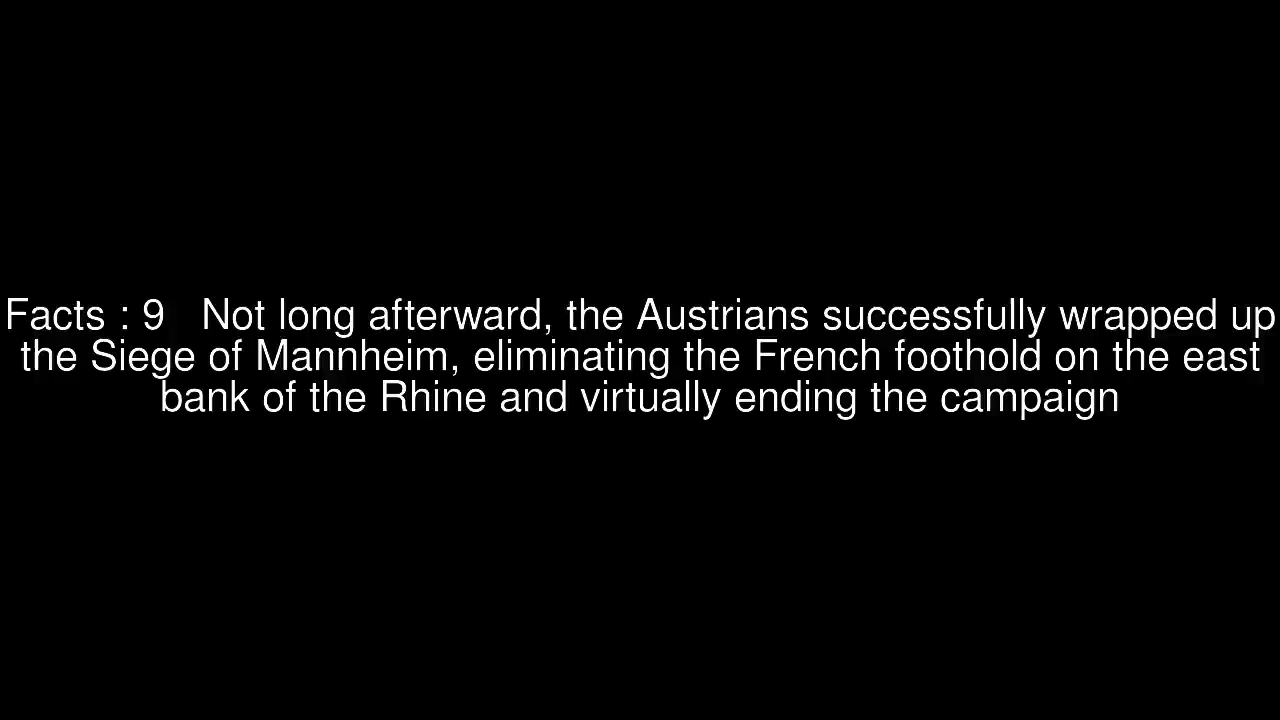 Facts : 9   Not long afterward, the Austrians successfully wrapped up
the Siege of Mannheim, eliminating the French foothold on the east
bank of the Rhine and virtually ending the campaign